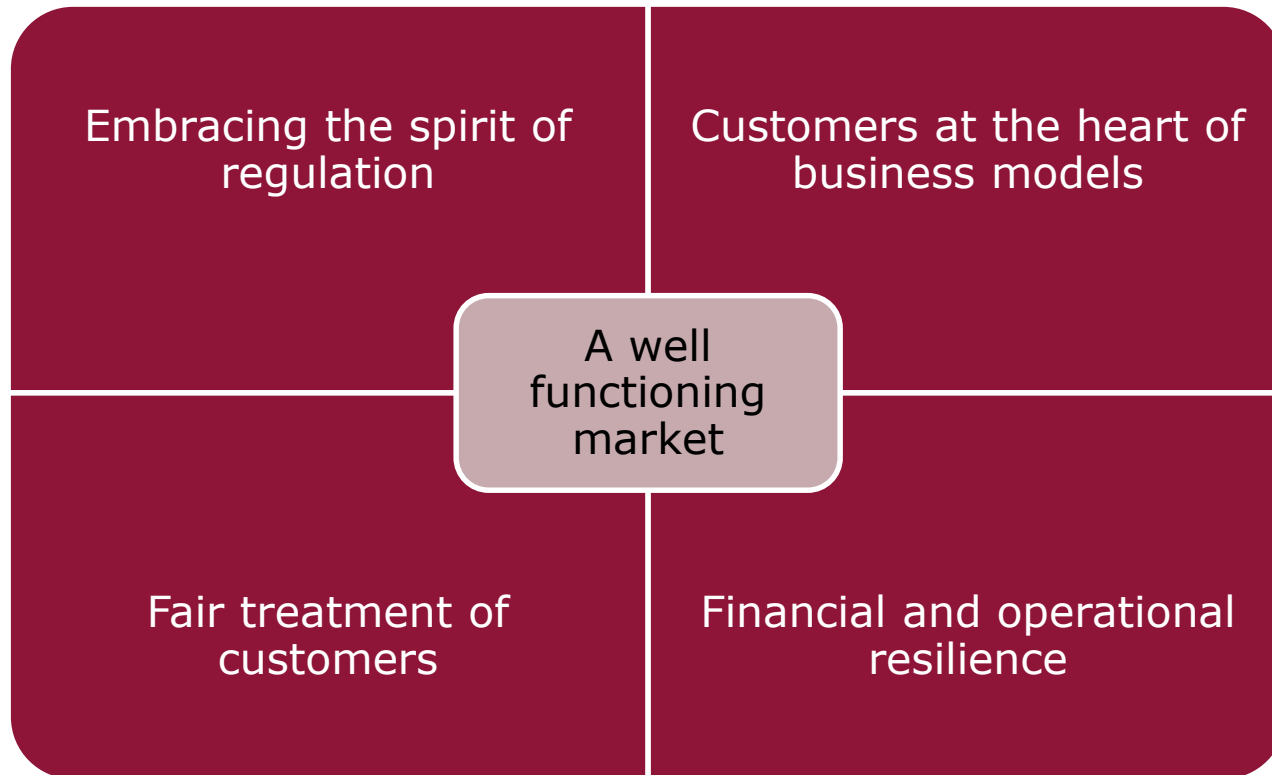 Embracing the spirit of
regulation
Customers at the heart of
business models
A well
functioning
market
Fair treatment of
customers
Financial and operational
resilience